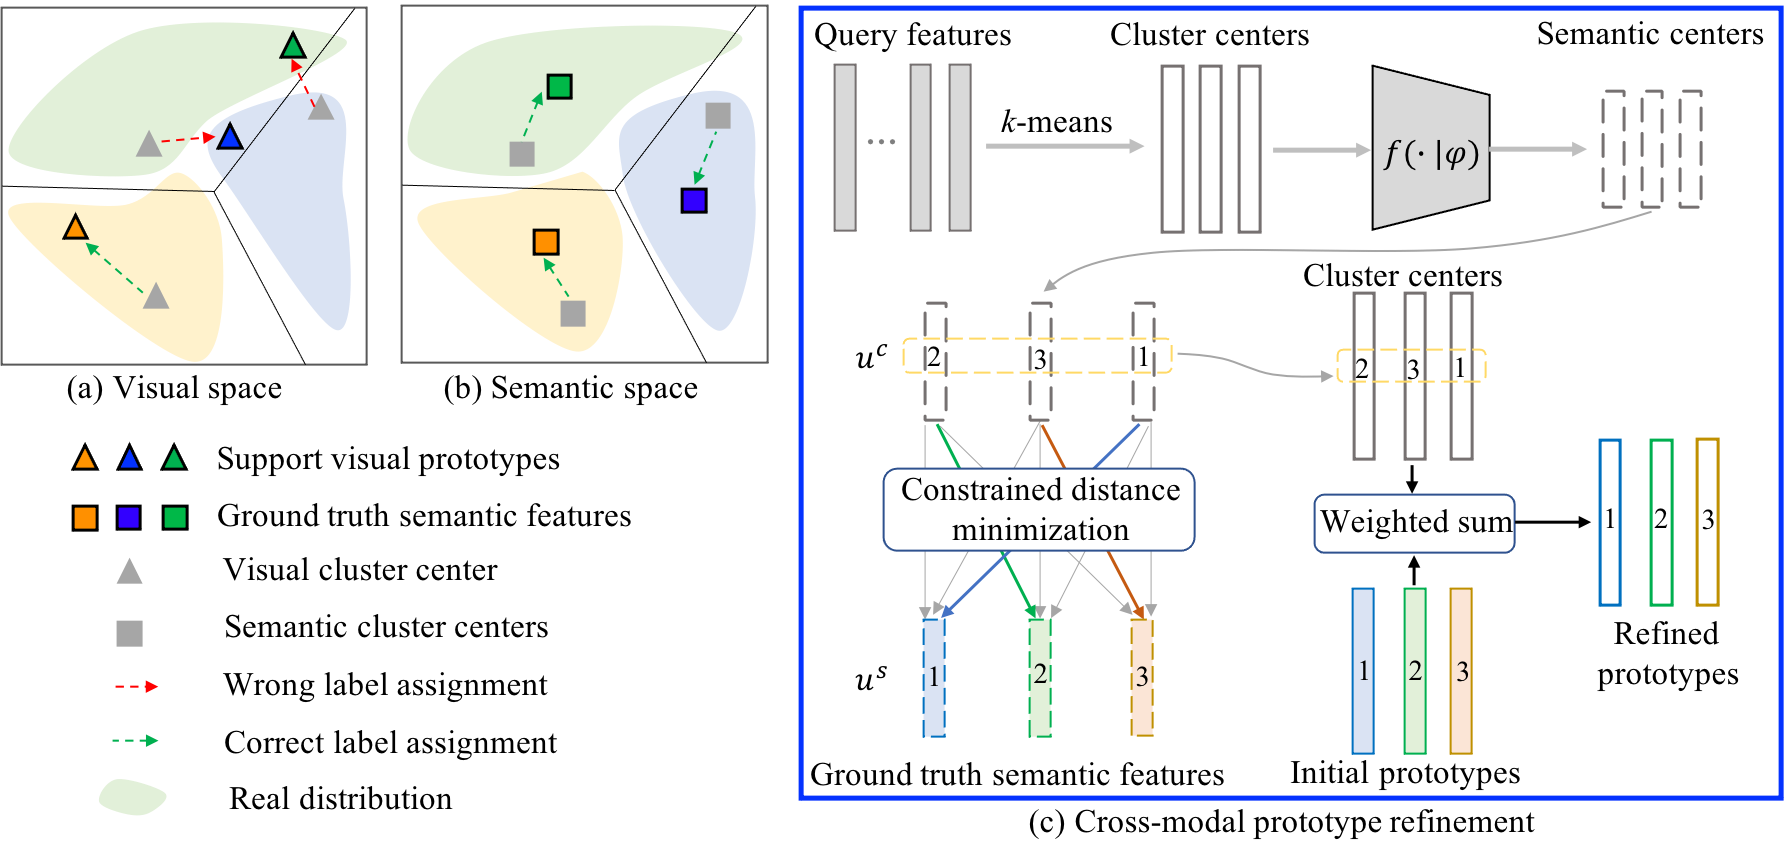 (a) Visual space
(b) Semantic space
Support visual prototypes
Ground truth semantic features
Visual cluster center
Semantic cluster centers
Wrong label assignment
Correct label assignment
Real distribution
Query features
Cluster centers
Semantic centers
...
k-means
f(· |φ)
u^c
2 3 1
Cluster centers
2 3 1
Constrained distance
minimization
Weighted sum
1 2 3
Refined
prototypes
u^s
1 2 3
1 2 3
Ground truth semantic features
Initial prototypes
(c) Cross-modal prototype refinement